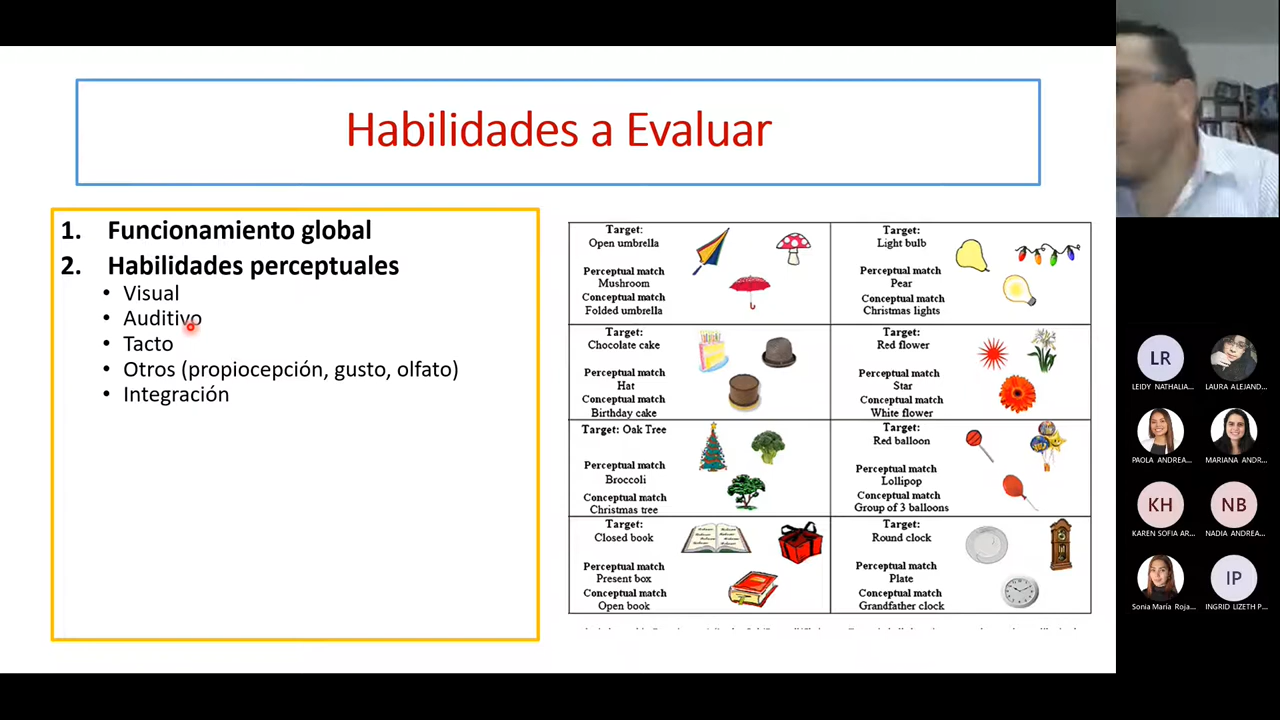 Habilidades a Evaluar
1. Funcionamiento global
2. Habilidades perceptuales
• Visual
• Auditivo
• Tacto
• Otros (propiocepción, gusto, olfato)
• Integración
Target:
Open umbrella
Perceptual match
Mushroom
Conceptual match
Folded umbrella
Target:
Light bulb
Perceptual match
Pear
Conceptual match
Christmas lights
Target:
Chocolate cake
Perceptual match
Hat
Conceptual match
Birthday cake
Target:
Red flower
Perceptual match
Star
Conceptual match
White flower
Target: Oak Tree
Perceptual match
Broccoli
Conceptual match
Christmas tree
Target:
Red balloon
Perceptual match
Lollipop
Conceptual match
Group of 3 balloons
Target:
Closed book
Perceptual match
Present box
Conceptual match
Open book
Target:
Round clock
Perceptual match
Plate
Conceptual match
Grandfather clock
LR
LEIDY NATHALIA...
LAURA ALEJAND...
PAOLA ANDREA...
MARIANA ANDR...
KH
KAREN SOFIA AR...
NB
NADIA ANDREA...
Sonia María Roja...
IP
INGRID LIZETH P...